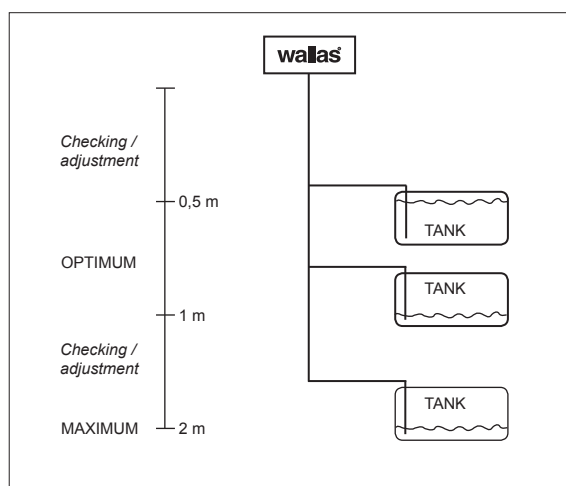 wallas
Checking /
adjustment
0,5 m
TANK
OPTIMUM
TANK
1 m
Checking /
adjustment
TANK
MAXIMUM
2 m